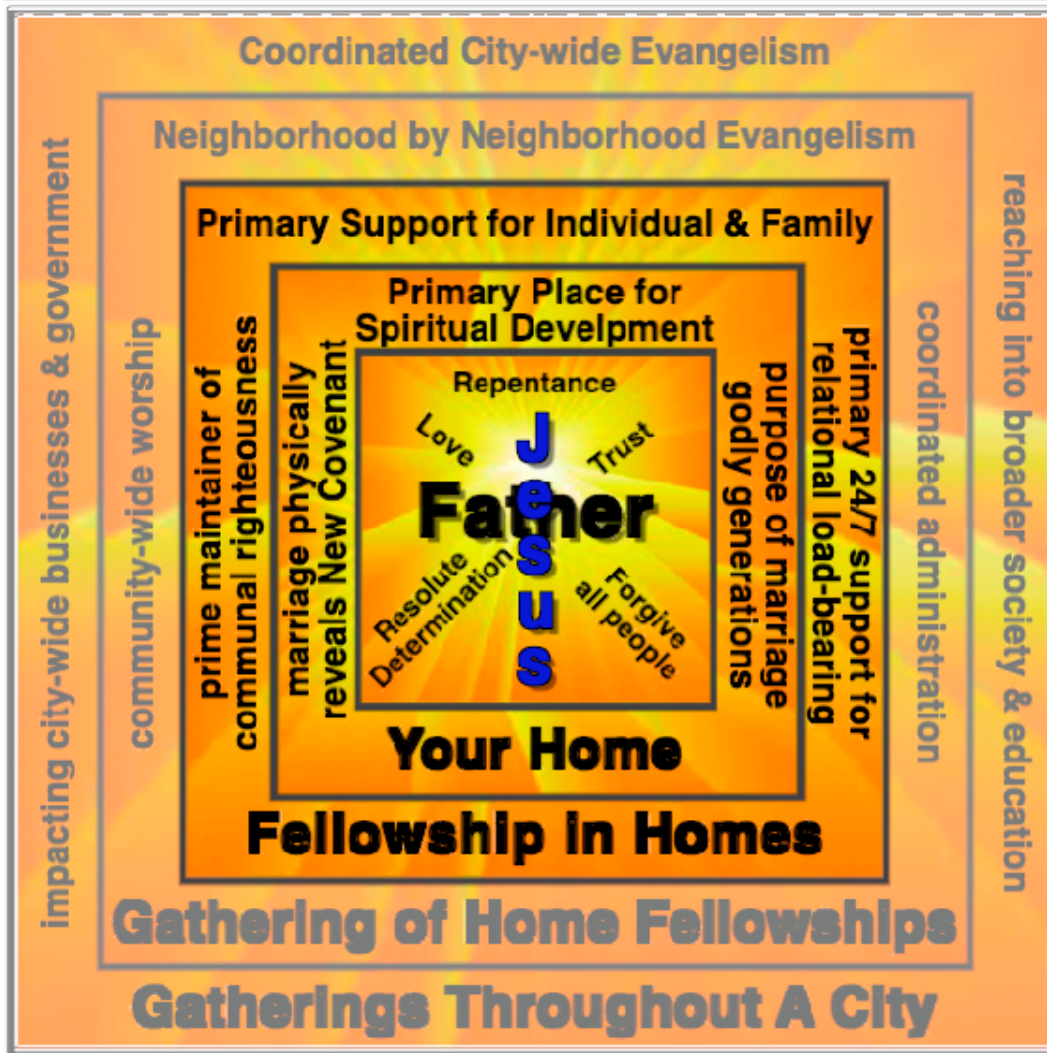 Coordinated City-wide Evangelism
impacting city-wide businesses & government
reaching into broader society & education
Neighborhood by Neighborhood Evangelism
community-wide worship
coordinated administration
Primary Support for Individual & Family
prime maintainer of
communal righteousness
primary 24/7 support for
relational load-bearing
Primary Place for
Spiritual Develpment
marriage physically
reveals New Covenant
purpose of marriage
godly generations
Repentance
Love
Trust
Jesus
Father
Resolute
Determination
Forgive
all people
Your Home
Fellowship in Homes
Gathering of Home Fellowships
Gatherings Throughout A City